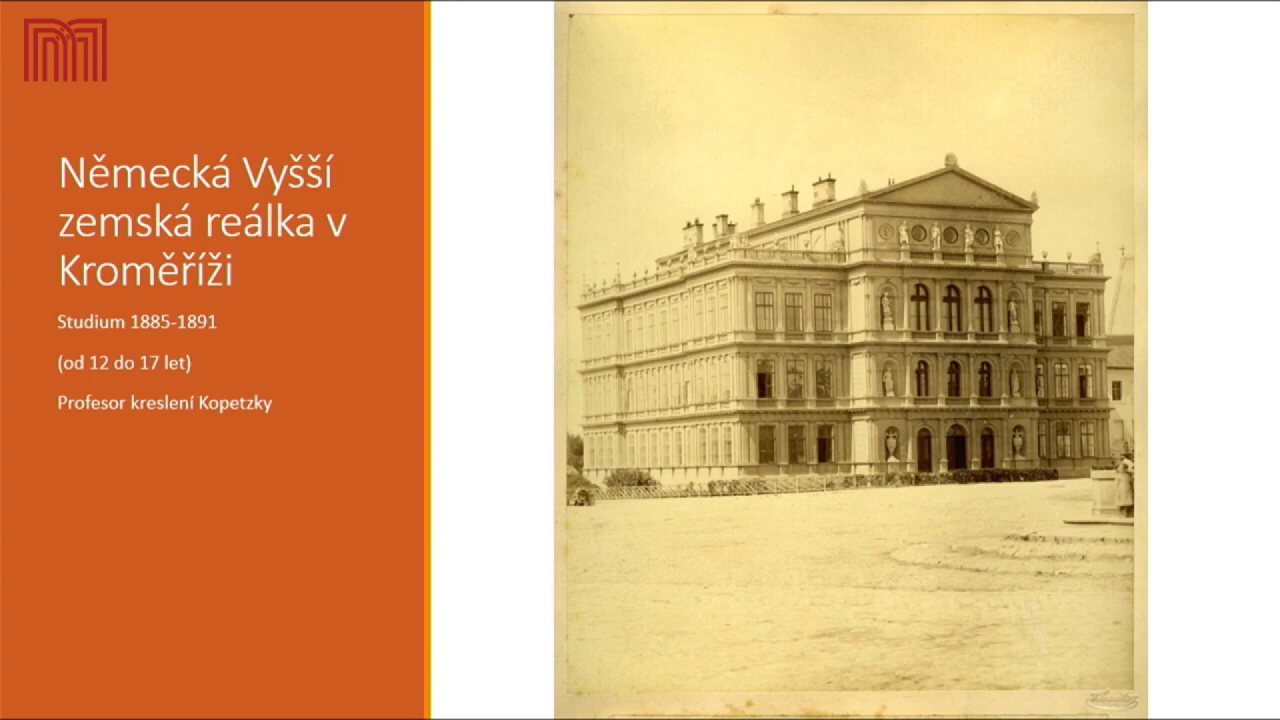 Německá Vyšší
zemská reálka v
Kroměříži
Studium 1885-1891
(od 12 do 17 let)
Profesor kreslení Kopetzky